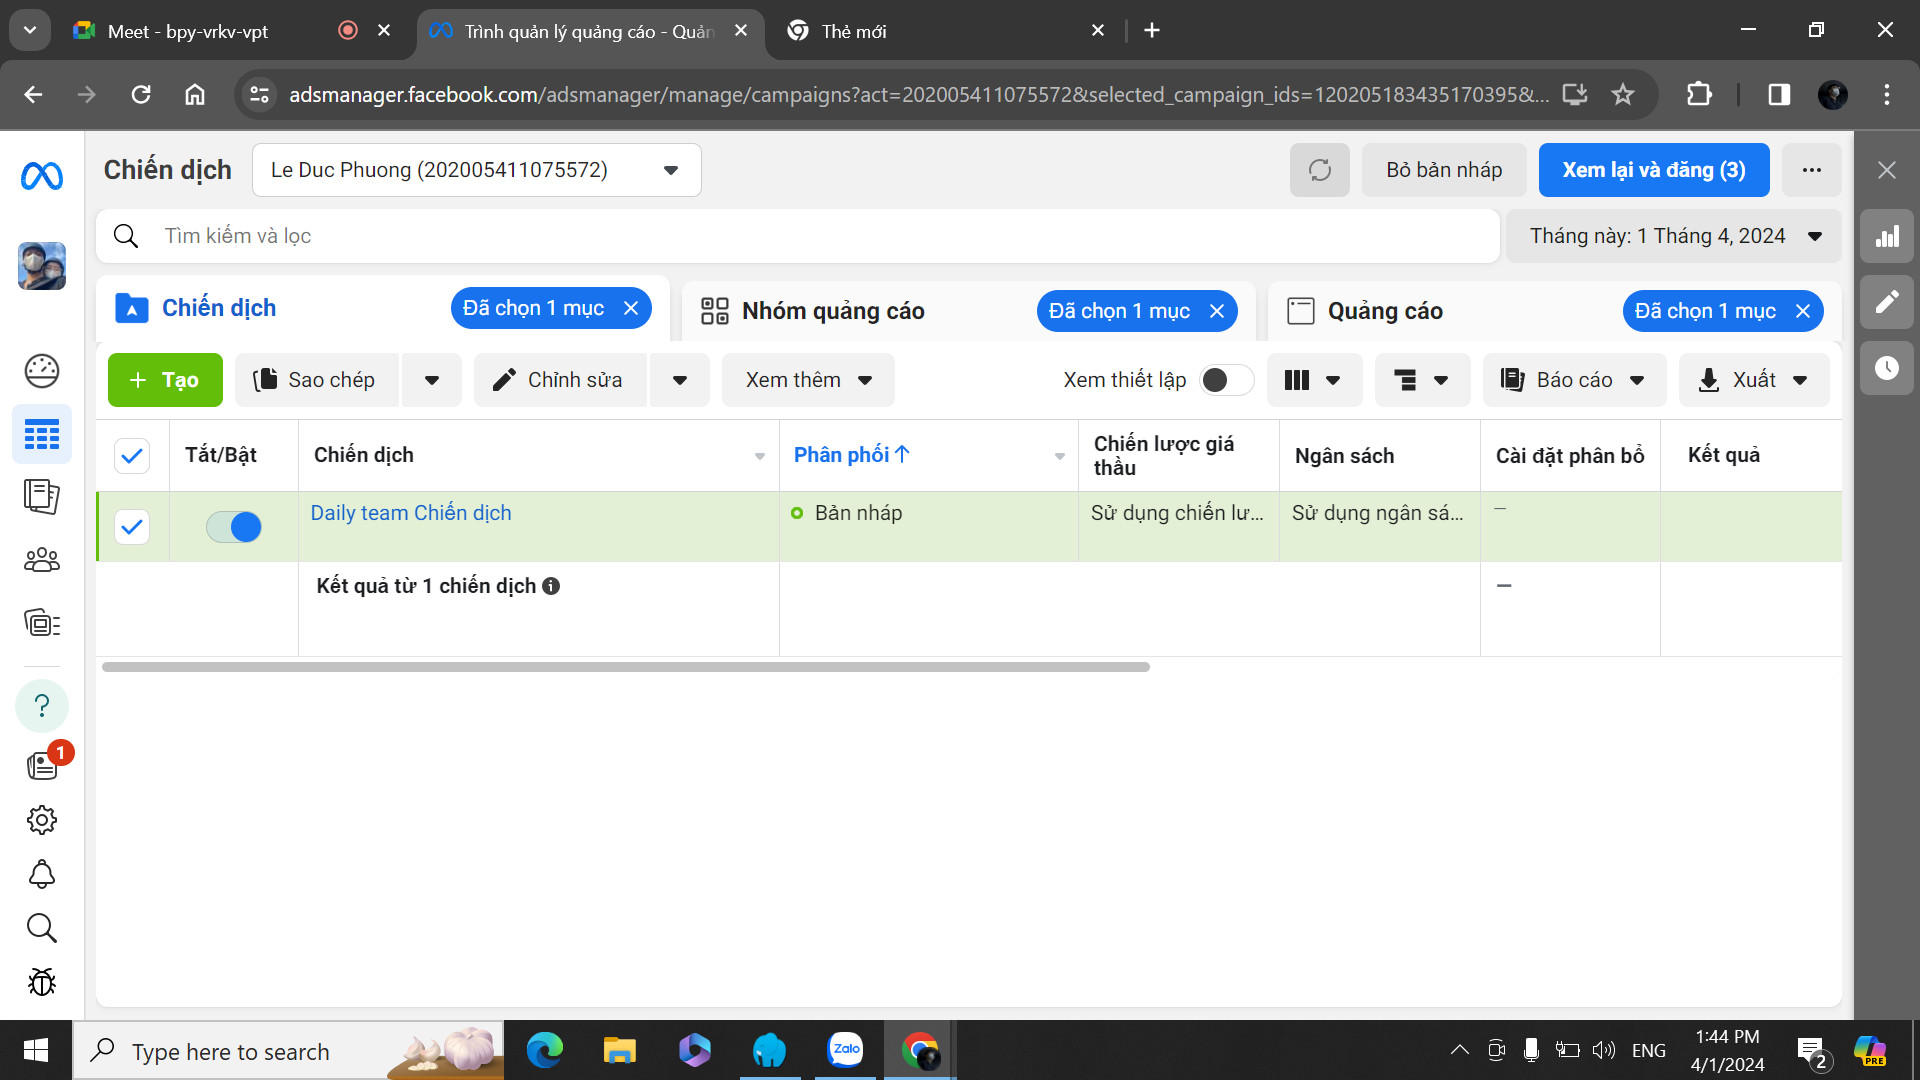 Meet - bpy-vrkv-vpt
Trình quản lý quảng cáo - Quản
Thẻ mới
adsmanager.facebook.com/adsmanager/manage/campaigns?act=202005411075572&selected_campaign_ids=120205183435170395&...
Chiến dịch
Le Duc Phuong (202005411075572)
Bỏ bản nháp
Xem lại và đăng (3)
Tìm kiếm và lọc
Tháng này: 1 Tháng 4, 2024
Chiến dịch
Đã chọn 1 mục
Nhóm quảng cáo
Đã chọn 1 mục
Quảng cáo
Đã chọn 1 mục
+ Tạo
Sao chép
Chỉnh sửa
Xem thêm
Xem thiết lập
Báo cáo
Xuất
Tắt/Bật
Chiến dịch
Phân phối ↑
Chiến lược giá
thầu
Ngân sách
Cài đặt phân bổ
Kết quả
Daily team Chiến dịch
Bản nháp
Sử dụng chiến lư...
Sử dụng ngân sá...
—
Kết quả từ 1 chiến dịch
—
1
Type here to search
Zalo
ENG
1:44 PM
4/1/2024
2
PRE